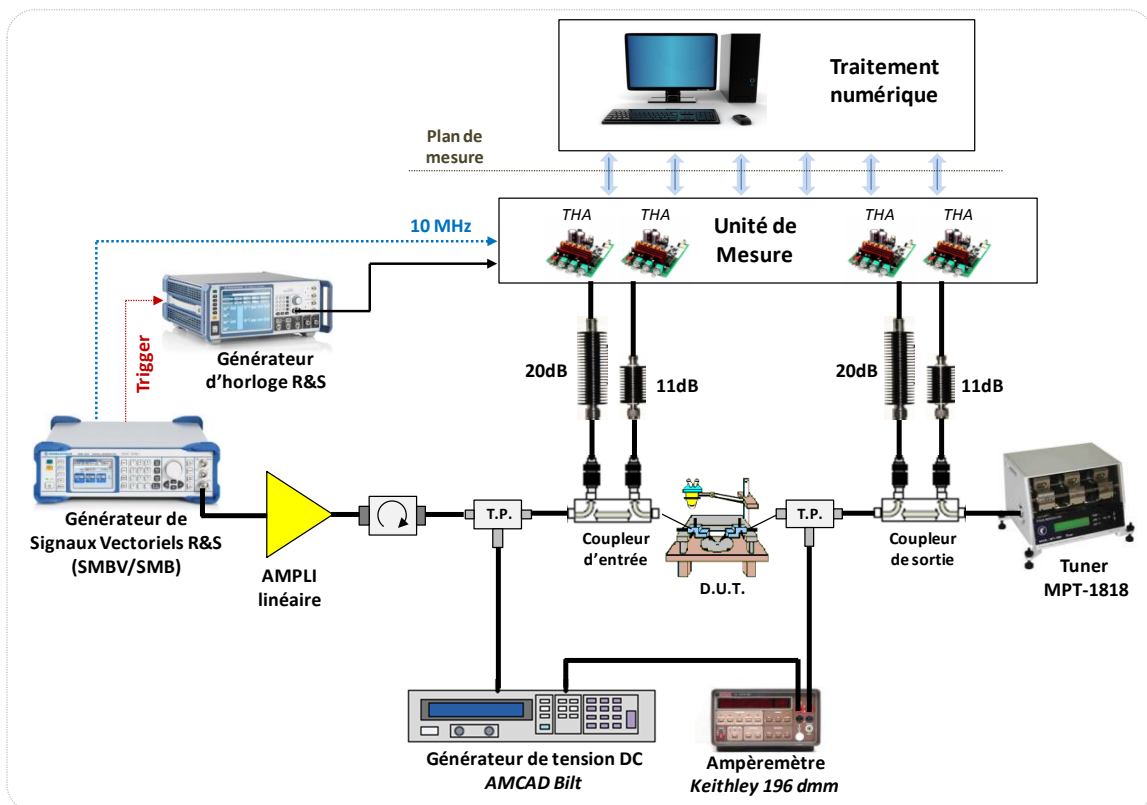 Traitement
numérique
Plan de
mesure
THA
THA
THA
THA
Unité de
Mesure
10 MHz
Trigger
Générateur
d'horloge R&S
20dB
11dB
20dB
11dB
Générateur de
Signaux Vectoriels R&S
(SMBV/SMB)
AMPLI
linéaire
T.P.
Coupleur
d'entrée
D.U.T.
T.P.
Coupleur
de sortie
Tuner
MPT-1818
Générateur de tension DC
AMCAD Bilt
Ampèremètre
Keithley 196 dmm